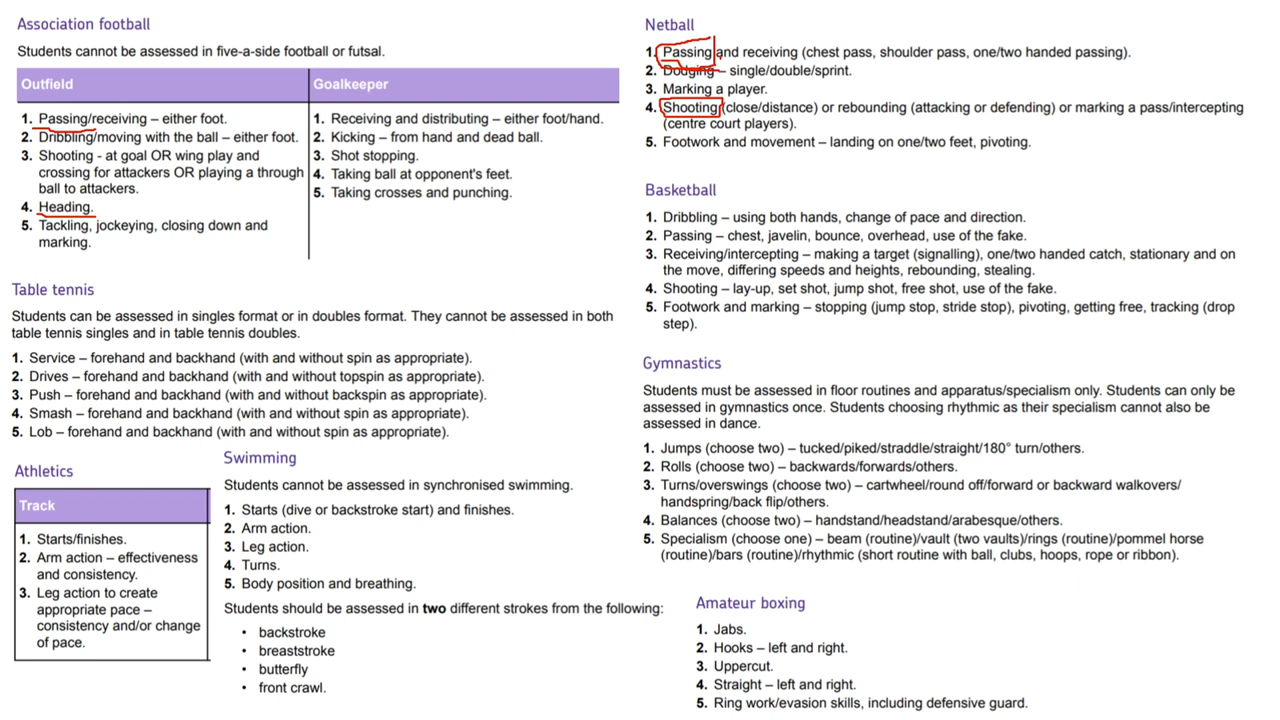 Association football
Students cannot be assessed in five-a-side football or futsal.
Outfield
1. Passing/receiving – either foot.
2. Dribbling/moving with the ball – either foot.
3. Shooting - at goal OR wing play and
crossing for attackers OR playing a through
ball to attackers.
4. Heading.
5. Tackling, jockeying, closing down and
marking.
Goalkeeper
1. Receiving and distributing – either foot/hand.
2. Kicking – from hand and dead ball.
3. Shot stopping.
4. Taking ball at opponent's feet.
5. Taking crosses and punching.
Table tennis
Students can be assessed in singles format or in doubles format. They cannot be assessed in both
table tennis singles and in table tennis doubles.
1. Service – forehand and backhand (with and without spin as appropriate).
2. Drives – forehand and backhand (with and without topspin as appropriate).
3. Push – forehand and backhand (with and without backspin as appropriate).
4. Smash – forehand and backhand (with and without spin as appropriate).
5. Lob – forehand and backhand (with and without spin as appropriate).
Athletics
Track
1. Starts/finishes.
2. Arm action – effectiveness
and consistency.
3. Leg action to create
appropriate pace –
consistency and/or change
of pace.
Swimming
Students cannot be assessed in synchronised swimming.
1. Starts (dive or backstroke start) and finishes.
2. Arm action.
3. Leg action.
4. Turns.
5. Body position and breathing.
Students should be assessed in two different strokes from the following:
• backstroke
• breaststroke
• butterfly
• front crawl.
Netball
1. Passing and receiving (chest pass, shoulder pass, one/two handed passing).
2. Dodging – single/double/sprint.
3. Marking a player.
4. Shooting (close/distance) or rebounding (attacking or defending) or marking a pass/intercepting
(centre court players).
5. Footwork and movement – landing on one/two feet, pivoting.
Basketball
1. Dribbling – using both hands, change of pace and direction.
2. Passing – chest, javelin, bounce, overhead, use of the fake.
3. Receiving/intercepting – making a target (signalling), one/two handed catch, stationary and on
the move, differing speeds and heights, rebounding, stealing.
4. Shooting – lay-up, set shot, jump shot, free shot, use of the fake.
5. Footwork and marking – stopping (jump stop, stride stop), pivoting, getting free, tracking (drop
step).
Gymnastics
Students must be assessed in floor routines and apparatus/specialism only. Students can only be
assessed in gymnastics once. Students choosing rhythmic as their specialism cannot also be
assessed in dance.
1. Jumps (choose two) – tucked/piked/straddle/straight/180° turn/others.
2. Rolls (choose two) – backwards/forwards/others.
3. Turns/overswings (choose two) – cartwheel/round off/forward or backward walkovers/
handspring/back flip/others.
4. Balances (choose two) – handstand/headstand/arabesque/others.
5. Specialism (choose one) – beam (routine)/vault (two vaults)/rings (routine)/pommel horse
(routine)/bars (routine)/rhythmic (short routine with ball, clubs, hoops, rope or ribbon).
Amateur boxing
1. Jabs.
2. Hooks – left and right.
3. Uppercut.
4. Straight – left and right.
5. Ring work/evasion skills, including defensive guard.